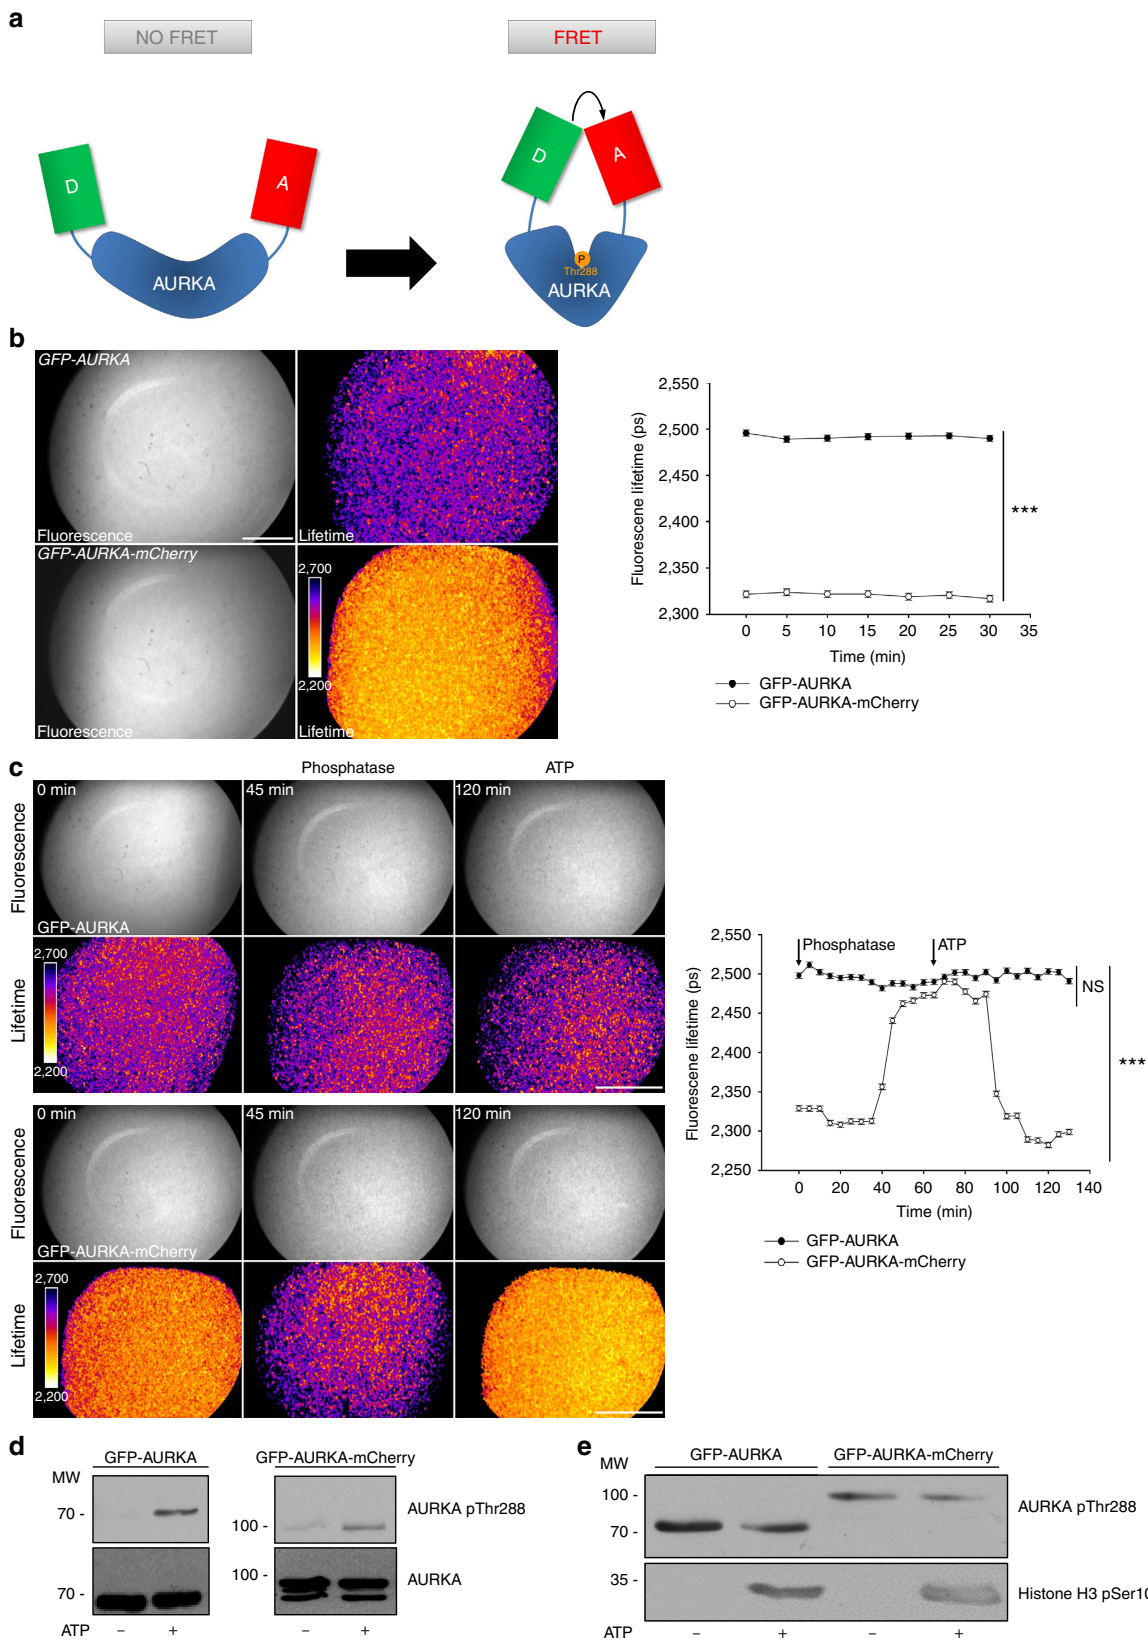 a
NO FRET
FRET
D
A
AURKA
D
A
P
Thr288
AURKA
b
GFP-AURKA
Fluorescence
Lifetime
GFP-AURKA-mCherry
2,700
2,200
Fluorescence
Lifetime
2,550
2,500
2,450
2,400
2,350
2,300
Fluorescene lifetime (ps)
***
0 5 10 15 20 25 30 35
Time (min)
GFP-AURKA
GFP-AURKA-mCherry
c
Phosphatase
ATP
0 min
45 min
120 min
Fluorescence
GFP-AURKA
Lifetime
2,700
2,200
0 min
45 min
120 min
Fluorescence
GFP-AURKA-mCherry
Lifetime
2,700
2,200
2,550
2,500
2,450
2,400
2,350
2,300
2,250
Fluorescene lifetime (ps)
Phosphatase
ATP
NS
***
0 20 40 60 80 100 120 140
Time (min)
GFP-AURKA
GFP-AURKA-mCherry
d
GFP-AURKA
GFP-AURKA-mCherry
MW
70 -
100 -
AURKA pThr288
70 -
100 -
AURKA
ATP – + – +
e
GFP-AURKA
GFP-AURKA-mCherry
MW
100 -
70 -
AURKA pThr288
35 -
Histone H3 pSer10
ATP – + – +